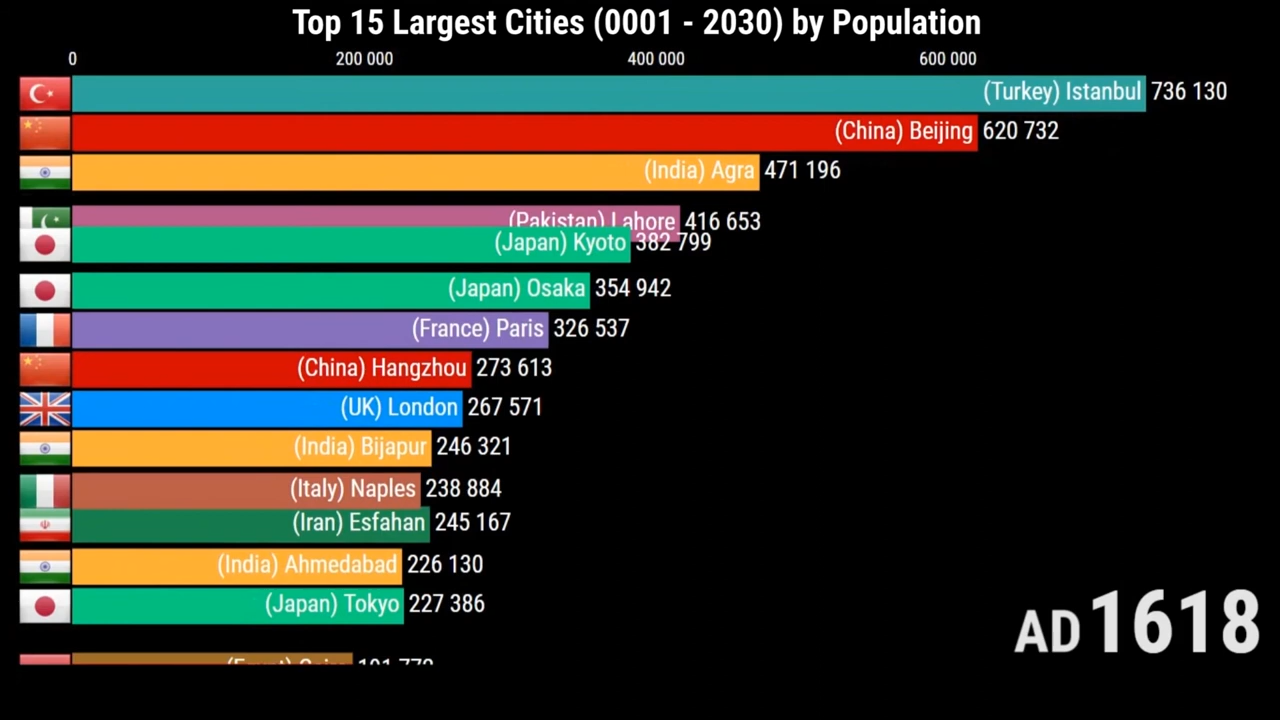 Top 15 Largest Cities (0001 - 2030) by Population
0 200 000 400 000 600 000
(Turkey) Istanbul 736 130
(China) Beijing 620 732
(India) Agra 471 196
(Pakistan) Lahore 416 653
(Japan) Kyoto 382 799
(Japan) Osaka 354 942
(France) Paris 326 537
(China) Hangzhou 273 613
(UK) London 267 571
(India) Bijapur 246 321
(Italy) Naples 238 884
(Iran) Esfahan 245 167
(India) Ahmedabad 226 130
(Japan) Tokyo 227 386
(Egypt) Cairo
AD 1618